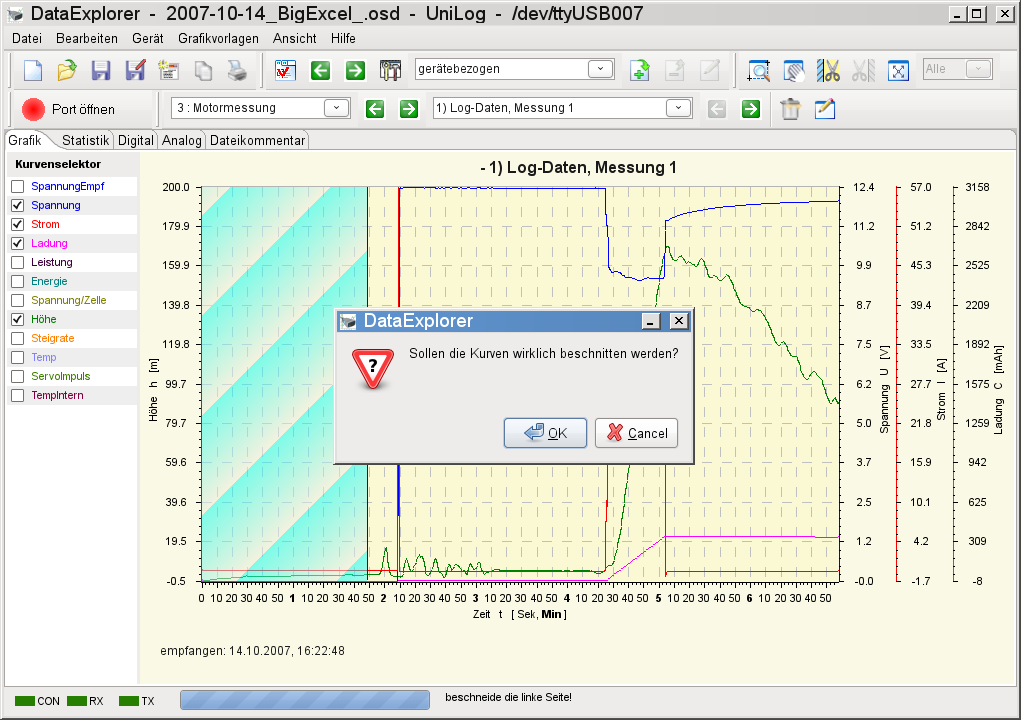 DataExplorer - 2007-10-14_BigExcel_.osd - UniLog - /dev/ttyUSB007
Datei Bearbeiten Gerät Grafikvorlagen Ansicht Hilfe
gerätebezogen Alle
Port öffnen 3 : Motormessung 1) Log-Daten, Messung 1
Grafik Statistik Digital Analog Dateikommentar
Kurvenselektor
SpannungEmpf
Spannung
Strom
Ladung
Leistung
Energie
Spannung/Zelle
Höhe
Steigrate
Temp
ServoImpuls
TempIntern
- 1) Log-Daten, Messung 1
200.0 12.4 57.0 3158
179.9 11.2 51.2 2842
159.9 9.9 45.3 2525
139.8 8.7 39.4 2209
119.8 7.5 33.5 1892
99.7 6.2 27.7 1575
79.7 5.0 21.8 1259
59.6 3.7 15.9 942
39.6 2.5 10.1 625
19.5 1.2 4.2 309
-0.5 -0.0 -1.7 -8
Höhe h [m]
Spannung U [V]
Strom I [A]
Ladung C [mAh]
0 10 20 30 40 50 1 10 20 30 40 50 2 10 20 30 40 50 3 10 20 30 40 50 4 10 20 30 40 50 5 10 20 30 40 50 6 10 20 30 40 50
Zeit t [ Sek, Min ]
empfangen: 14.10.2007, 16:22:48
DataExplorer
Sollen die Kurven wirklich beschnitten werden?
OK Cancel
CON RX TX beschneide die linke Seite!